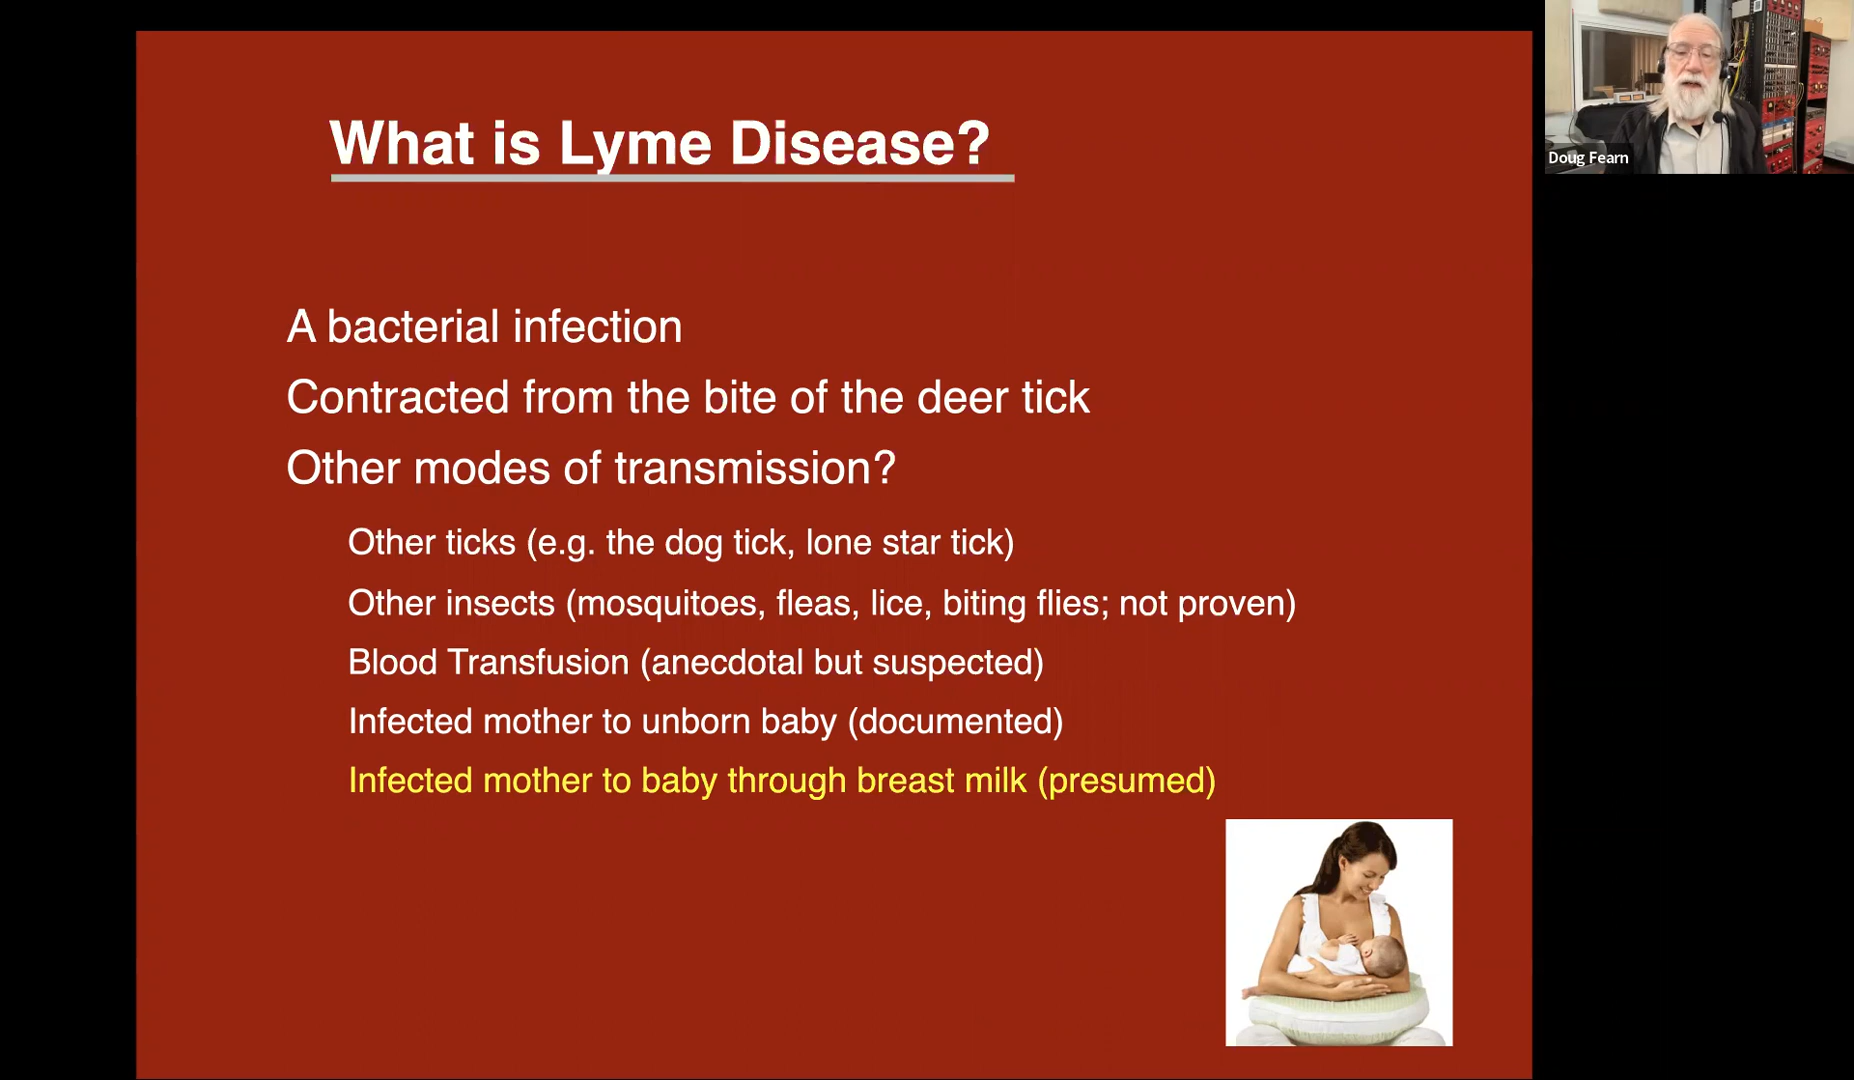 What is Lyme Disease?
A bacterial infection
Contracted from the bite of the deer tick
Other modes of transmission?
Other ticks (e.g. the dog tick, lone star tick)
Other insects (mosquitoes, fleas, lice, biting flies; not proven)
Blood Transfusion (anecdotal but suspected)
Infected mother to unborn baby (documented)
Infected mother to baby through breast milk (presumed)
Doug Fearn